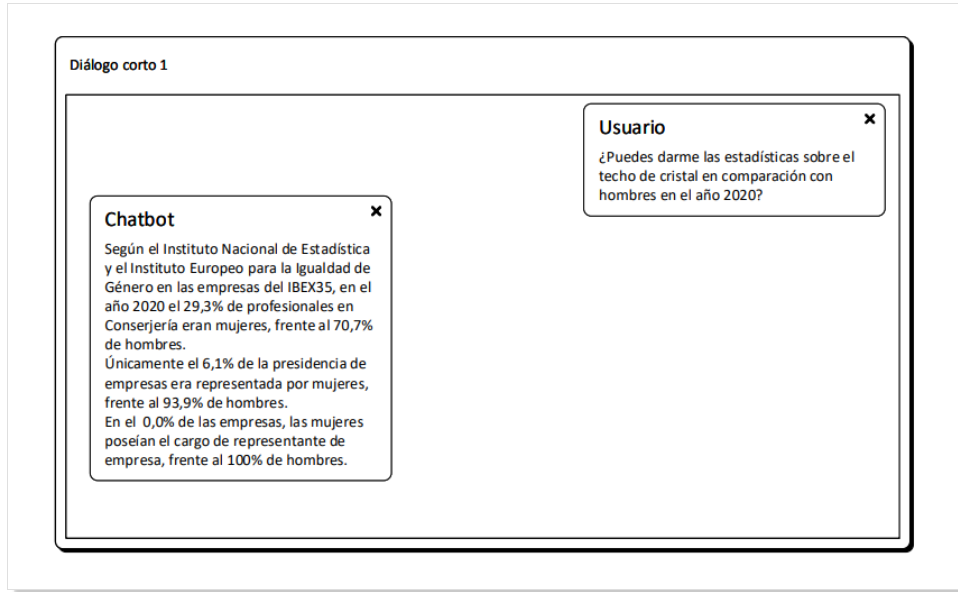 Diálogo corto 1
Usuario
¿Puedes darme las estadísticas sobre el
techo de cristal en comparación con
hombres en el año 2020?
Chatbot
Según el Instituto Nacional de Estadística
y el Instituto Europeo para la Igualdad de
Género en las empresas del IBEX35, en el
año 2020 el 29,3% de profesionales en
Conserjería eran mujeres, frente al 70,7%
de hombres.
Únicamente el 6,1% de la presidencia de
empresas era representada por mujeres,
frente al 93,9% de hombres.
En el 0,0% de las empresas, las mujeres
poseían el cargo de representante de
empresa, frente al 100% de hombres.